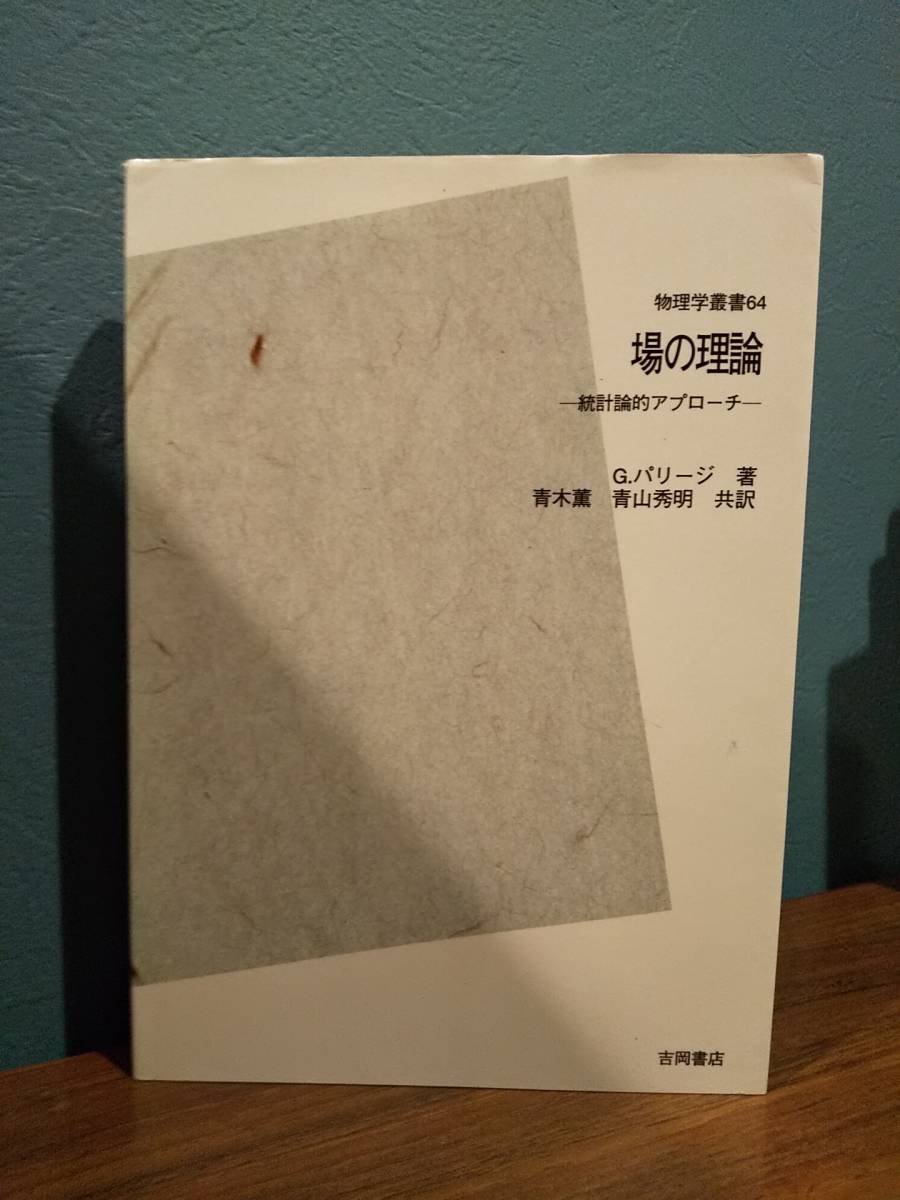 物理学叢書64
場の理論
―統計論的アプローチ―
G.パリージ 著
青木薫 青山秀明 共訳
吉岡書店